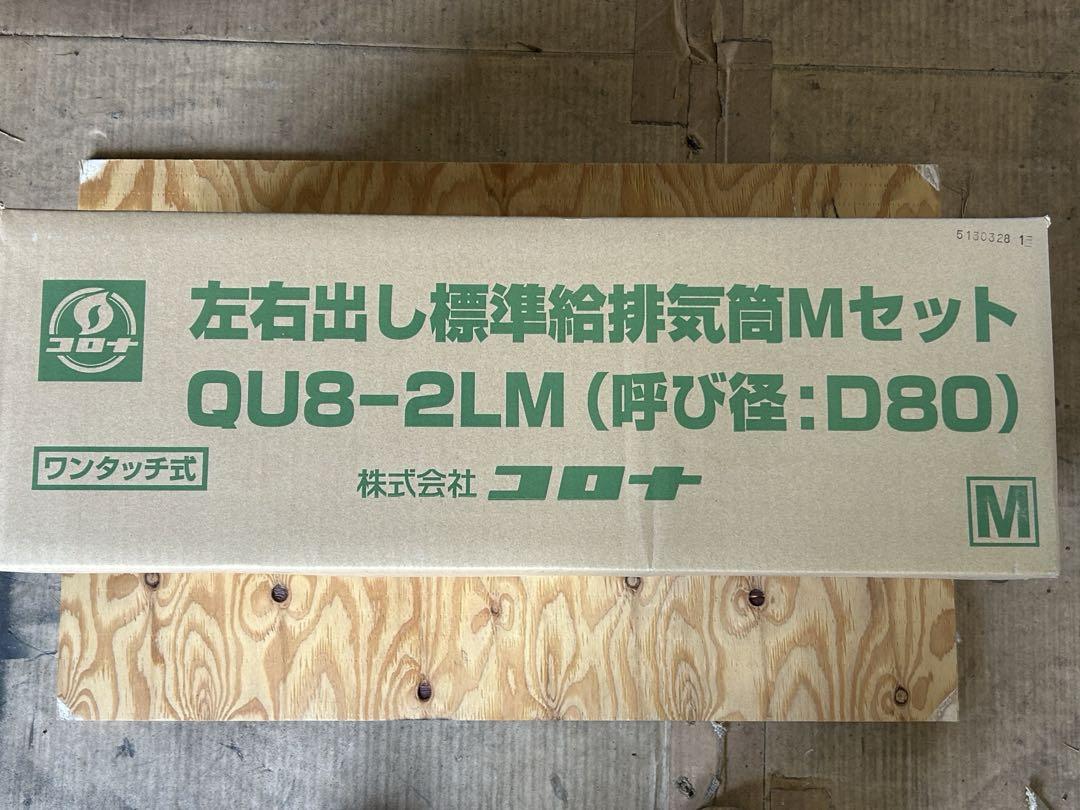 5130328 1三
コロナ
左右出し標準給排気筒Mセット
QU8-2LM(呼び径:D80)
ワンタッチ式
株式会社 コロナ
M